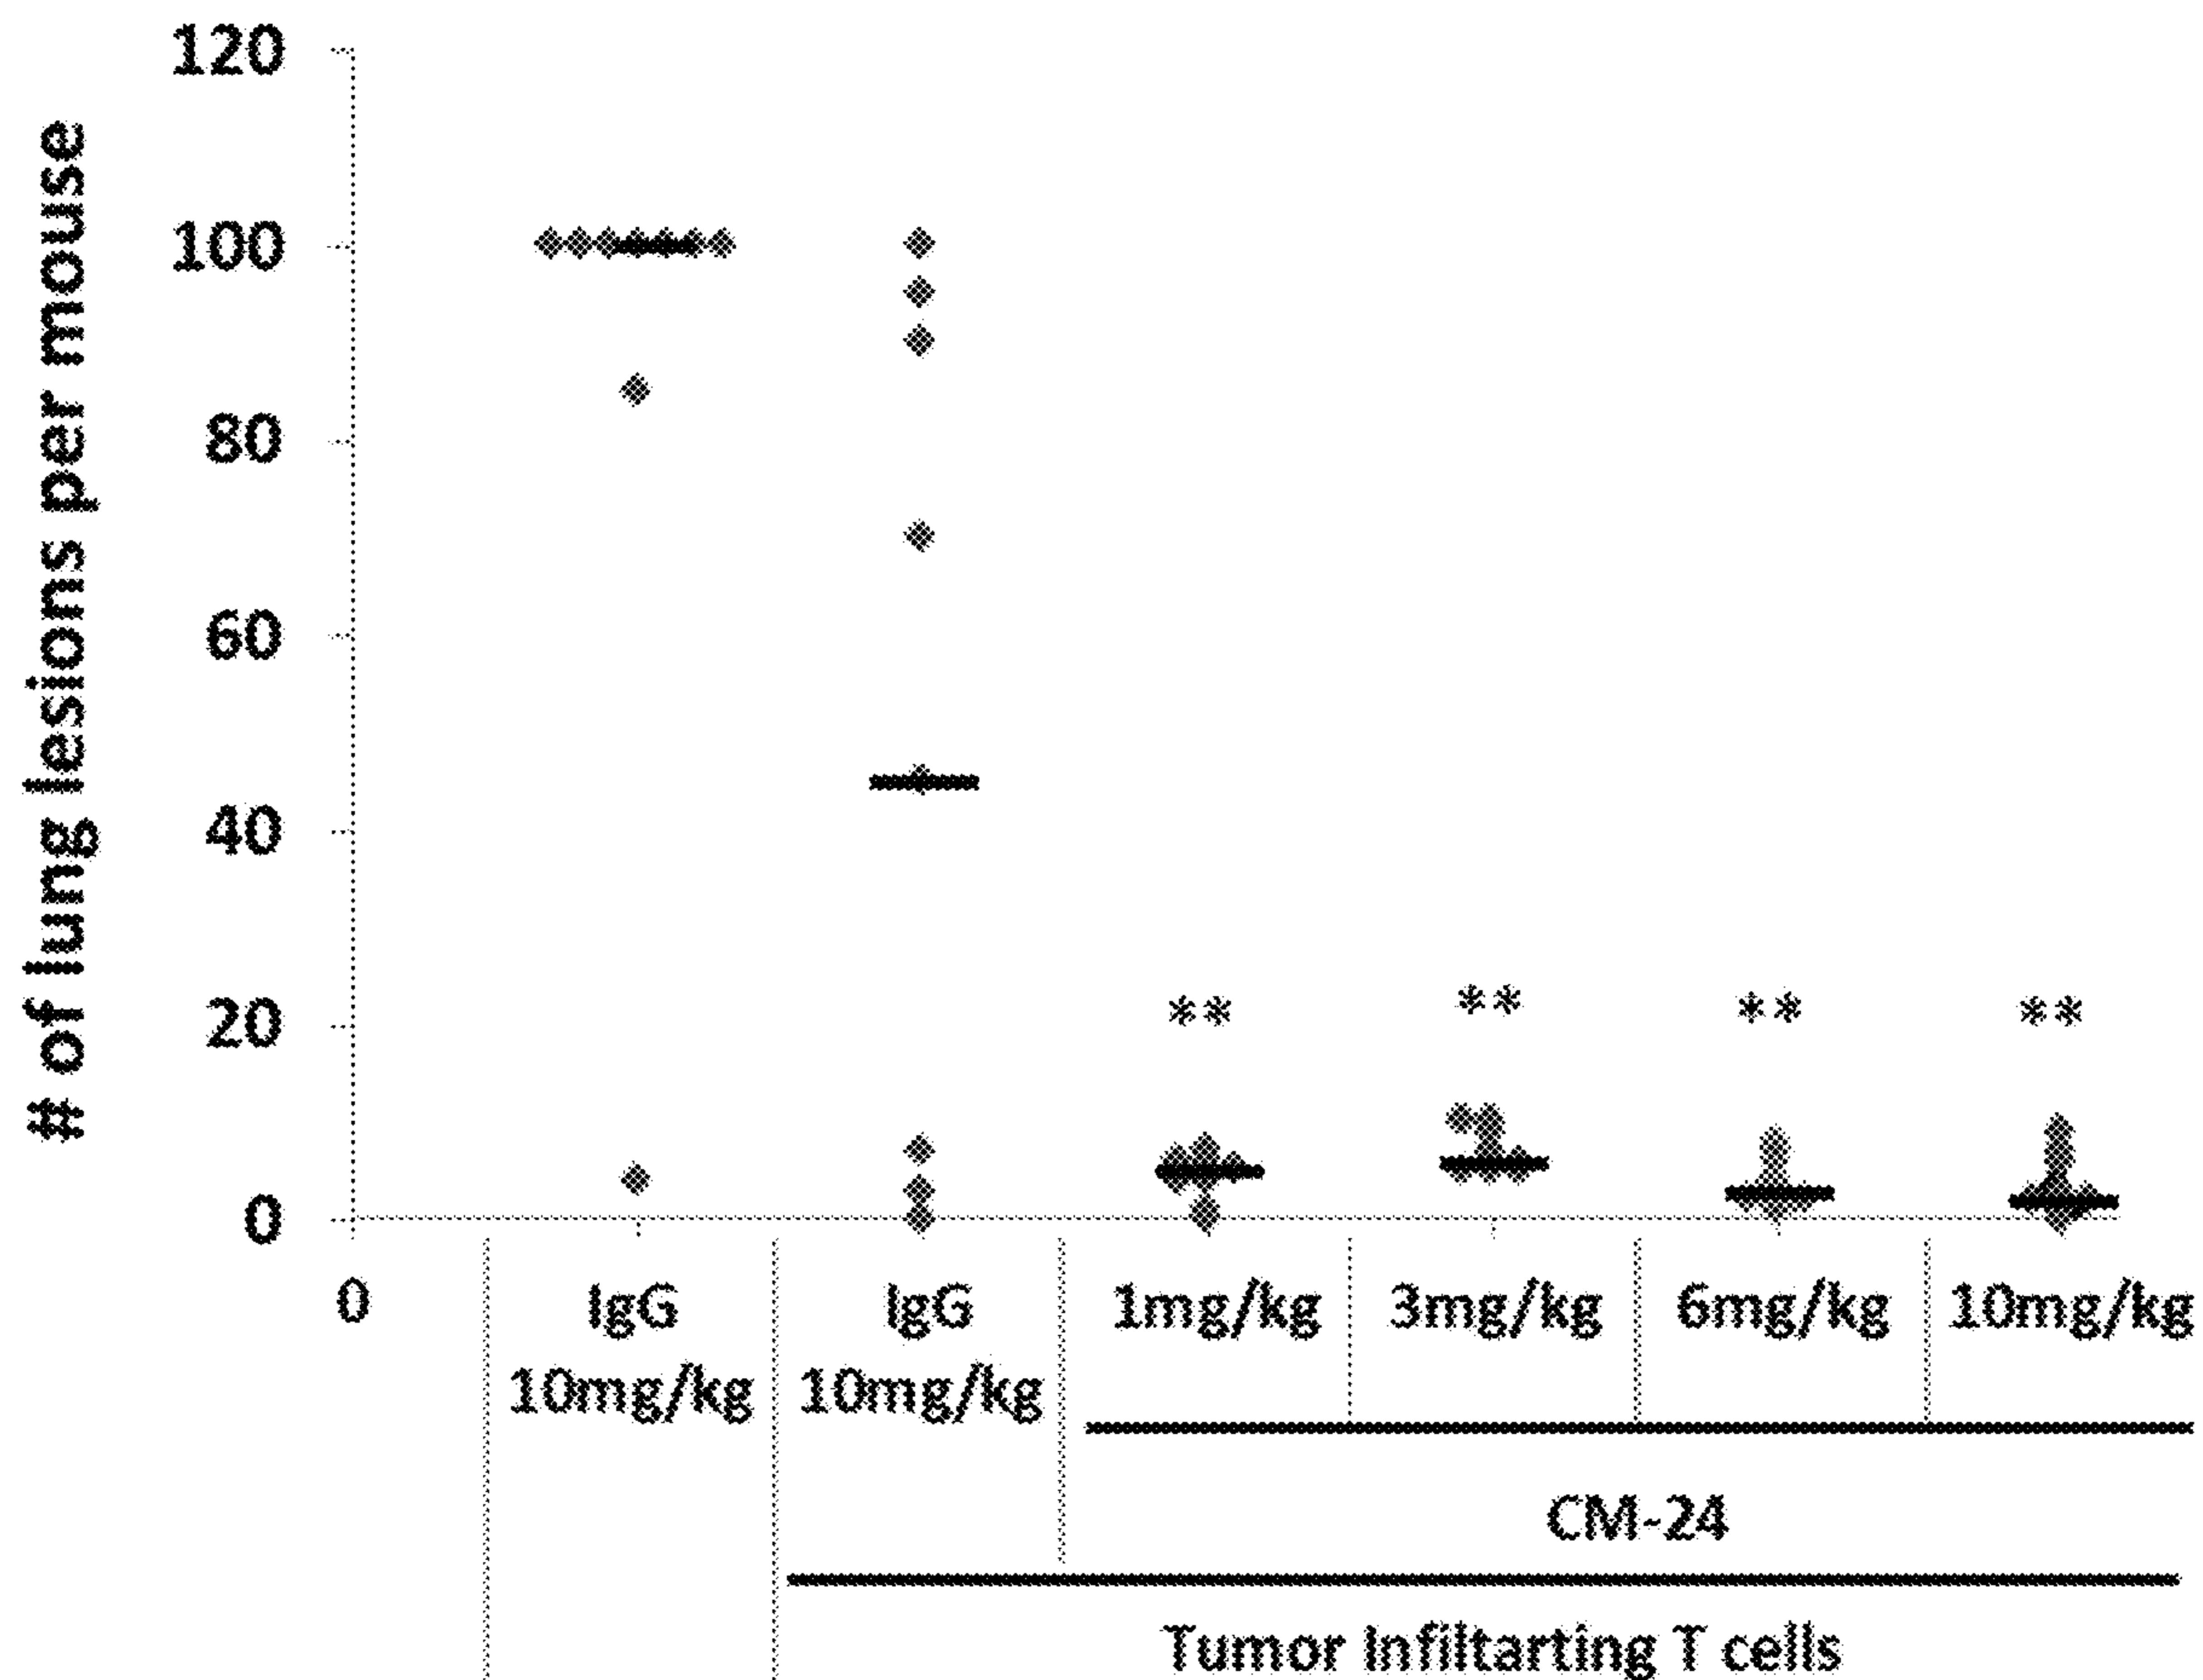 # of lung lesions per mouse
120
100
80
60
40
20
0
** ** ** **
0 IgG IgG 1mg/kg 3mg/kg 6mg/kg 10mg/kg
10mg/kg 10mg/kg
CM-24
Tumor Infiltarting T cells